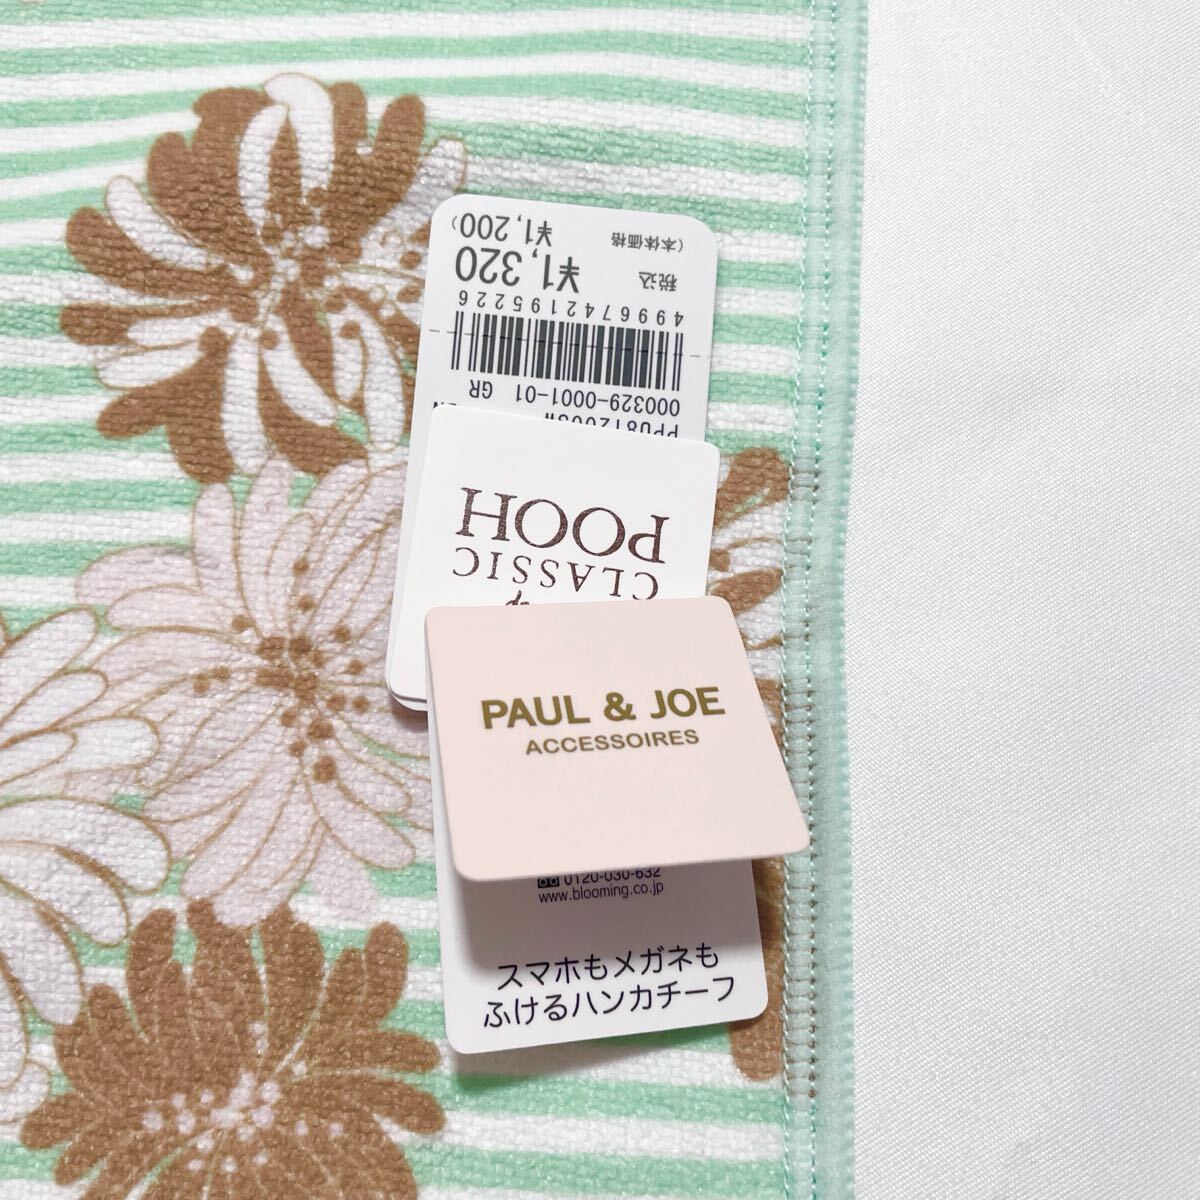 (本体価格 ¥1,200)
税込 ¥1,320
4996742195226
000329-0001-01 GR
CLASSIC
POOH
PAUL & JOE
ACCESSOIRES
0120-030-632
www.blooming.co.jp
スマホもメガネも
ふけるハンカチーフ